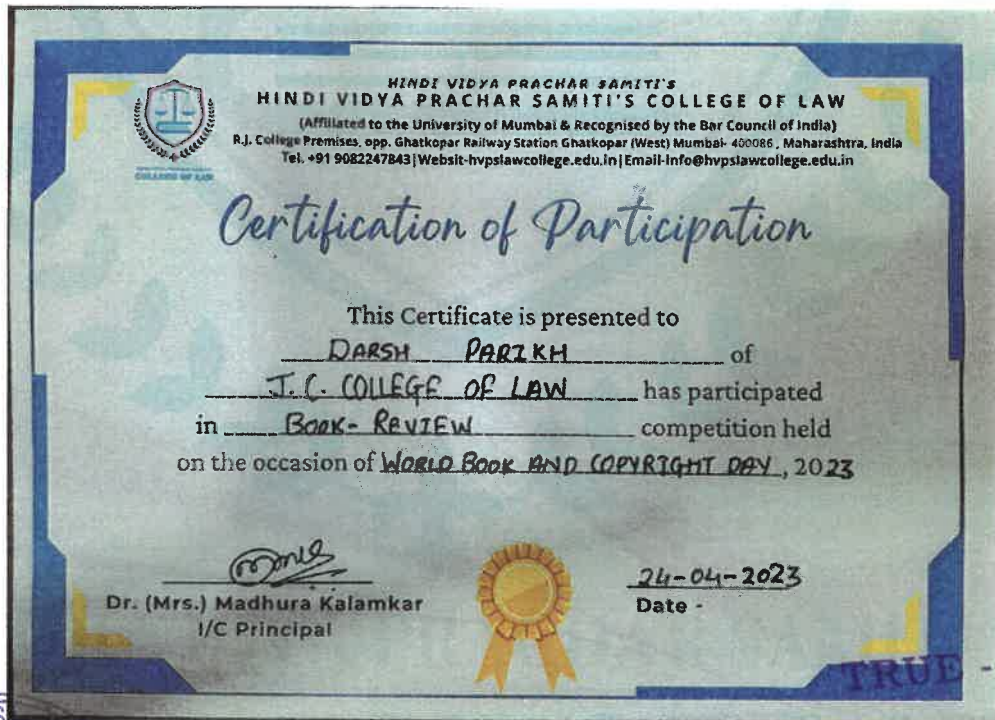 HINDI VIDYA PRACHAR SAMITI'S
HINDI VIDYA PRACHAR SAMITI'S COLLEGE OF LAW
(Affiliated to the University of Mumbai & Recognised by the Bar Council of India)
R.J. College Premises, opp. Ghatkopar Railway Station Ghatkopar (West) Mumbai- 400086, Maharashtra, India
Tel. +91 9082247843|Websit-hvpslawcollege.edu.in|Email-info@hvpslawcollege.edu.in
COLLEGE OF LAW
Certification of Participation
This Certificate is presented to
DARSH PARIKH of
J.C. COLLEGE OF LAW has participated
in BOOK-REVIEW competition held
on the occasion of WORLD BOOK AND COPYRIGHT DAY, 2023
24-04-2023
Dr. (Mrs.) Madhura Kalamkar
Date -
I/C Principal
TRUE -